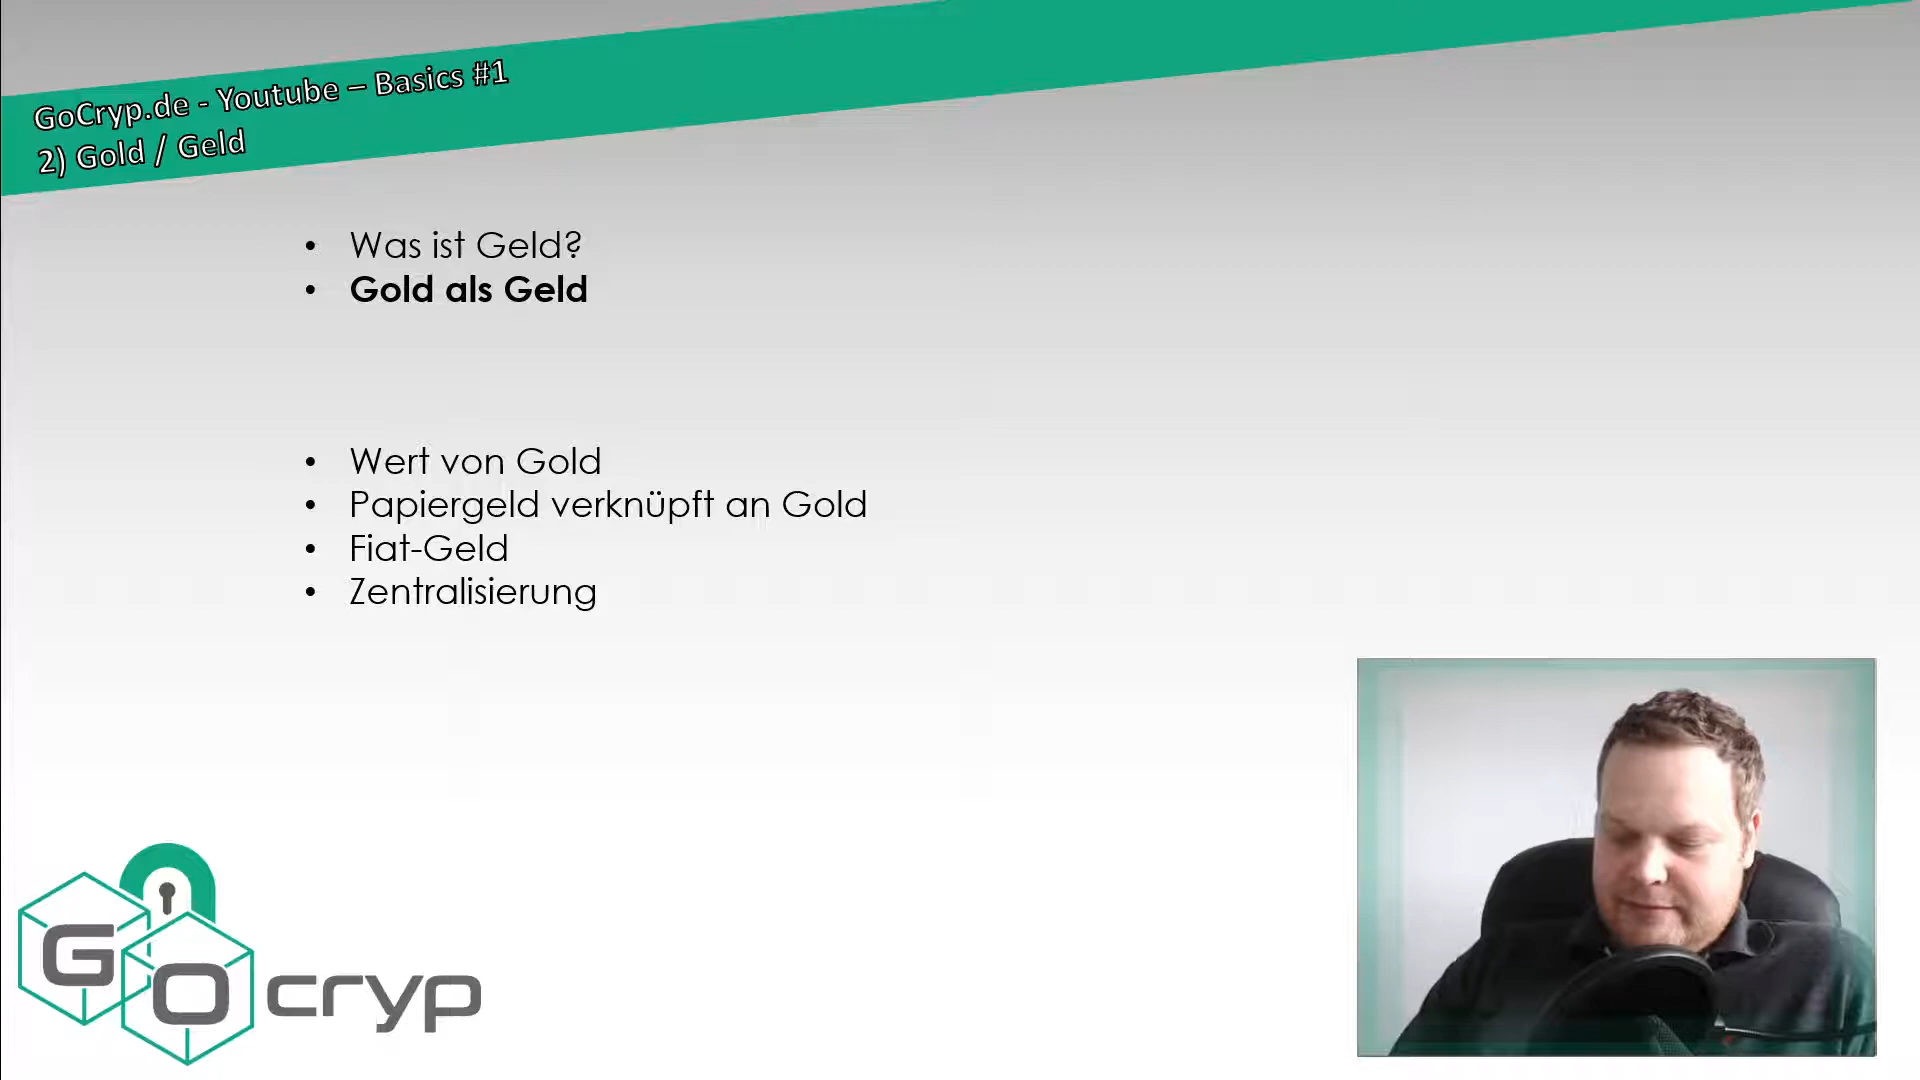 GoCryp.de - Youtube – Basics #1
2) Gold / Geld
• Was ist Geld?
• Gold als Geld
• Wert von Gold
• Papiergeld verknüpft an Gold
• Fiat-Geld
• Zentralisierung
GO cryp